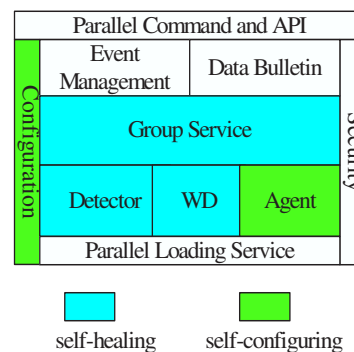 Parallel Command and API
Configuration
Event
Management
Data Bulletin
Security
Group Service
Detector
WD
Agent
Parallel Loading Service
self-healing
self-configuring